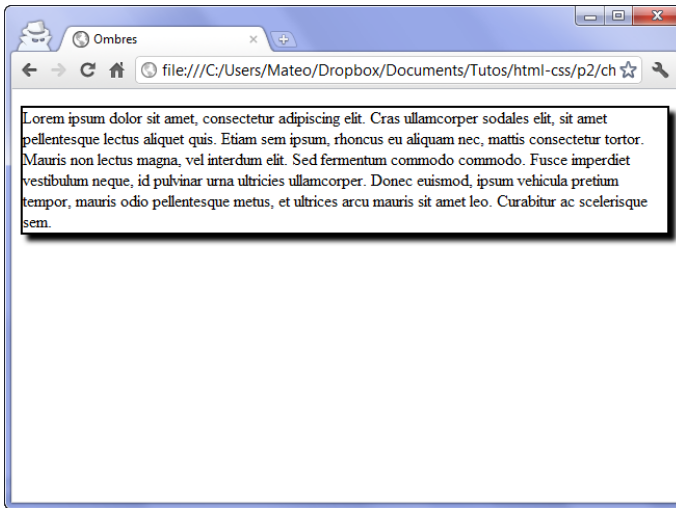 Ombres
file:///C:/Users/Mateo/Dropbox/Documents/Tutos/html-css/p2/ch
Lorem ipsum dolor sit amet, consectetur adipiscing elit. Cras ullamcorper sodales elit, sit amet
pellentesque lectus aliquet quis. Etiam sem ipsum, rhoncus eu aliquam nec, mattis consectetur tortor.
Mauris non lectus magna, vel interdum elit. Sed fermentum commodo commodo. Fusce imperdiet
vestibulum neque, id pulvinar urna ultricies ullamcorper. Donec euismod, ipsum vehicula pretium
tempor, mauris odio pellentesque metus, et ultrices arcu mauris sit amet leo. Curabitur ac scelerisque
sem.